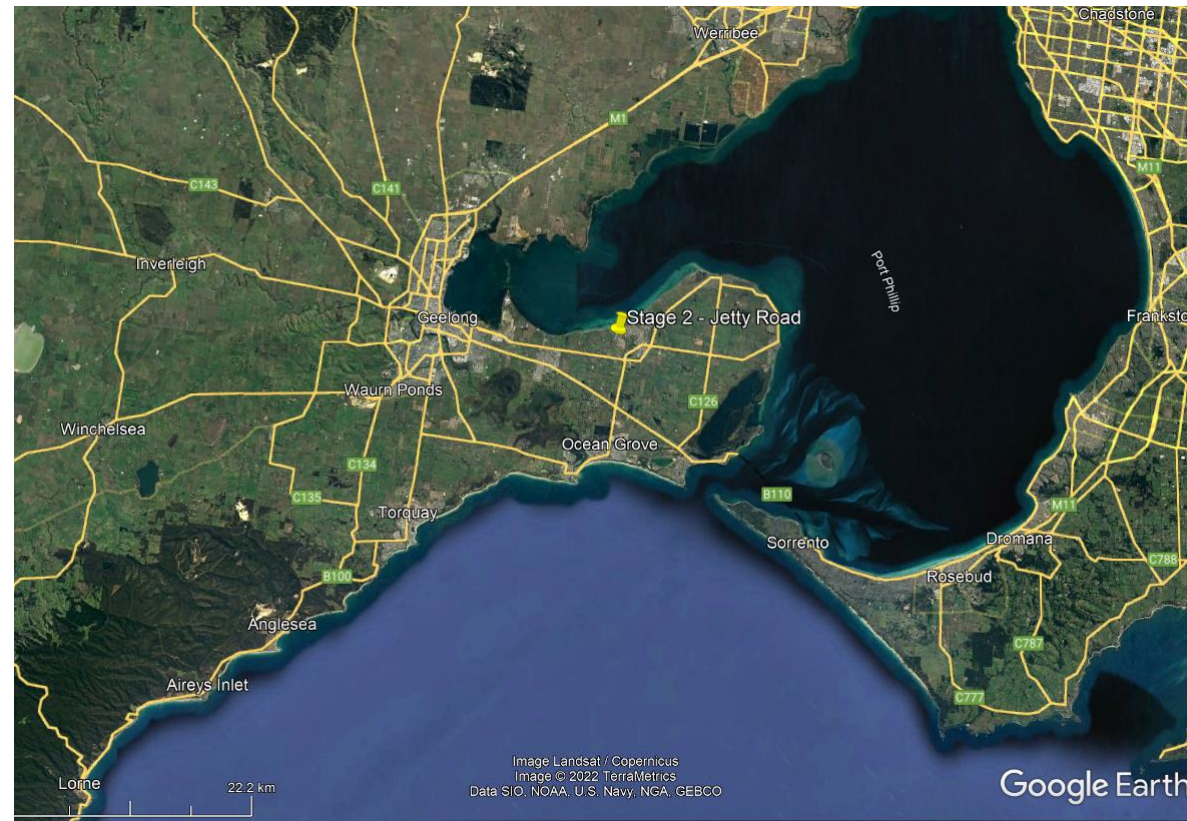 Chadstone
Werribee
M1
M11
C143
C141
Inverleigh
Port Phillip
Geelong
Stage 2 - Jetty Road
Franksto
Waurn Ponds
C126
Winchelsea
Ocean Grove
C134
C135
B110
M11
Torquay
Sorrento
Dromana
C788
B100
Rosebud
Anglesea
C787
Aireys Inlet
C777
Image Landsat / Copernicus
Image © 2022 TerraMetrics
Data SIO, NOAA, U.S. Navy, NGA, GEBCO
Lorne
22.2 km
Google Earth